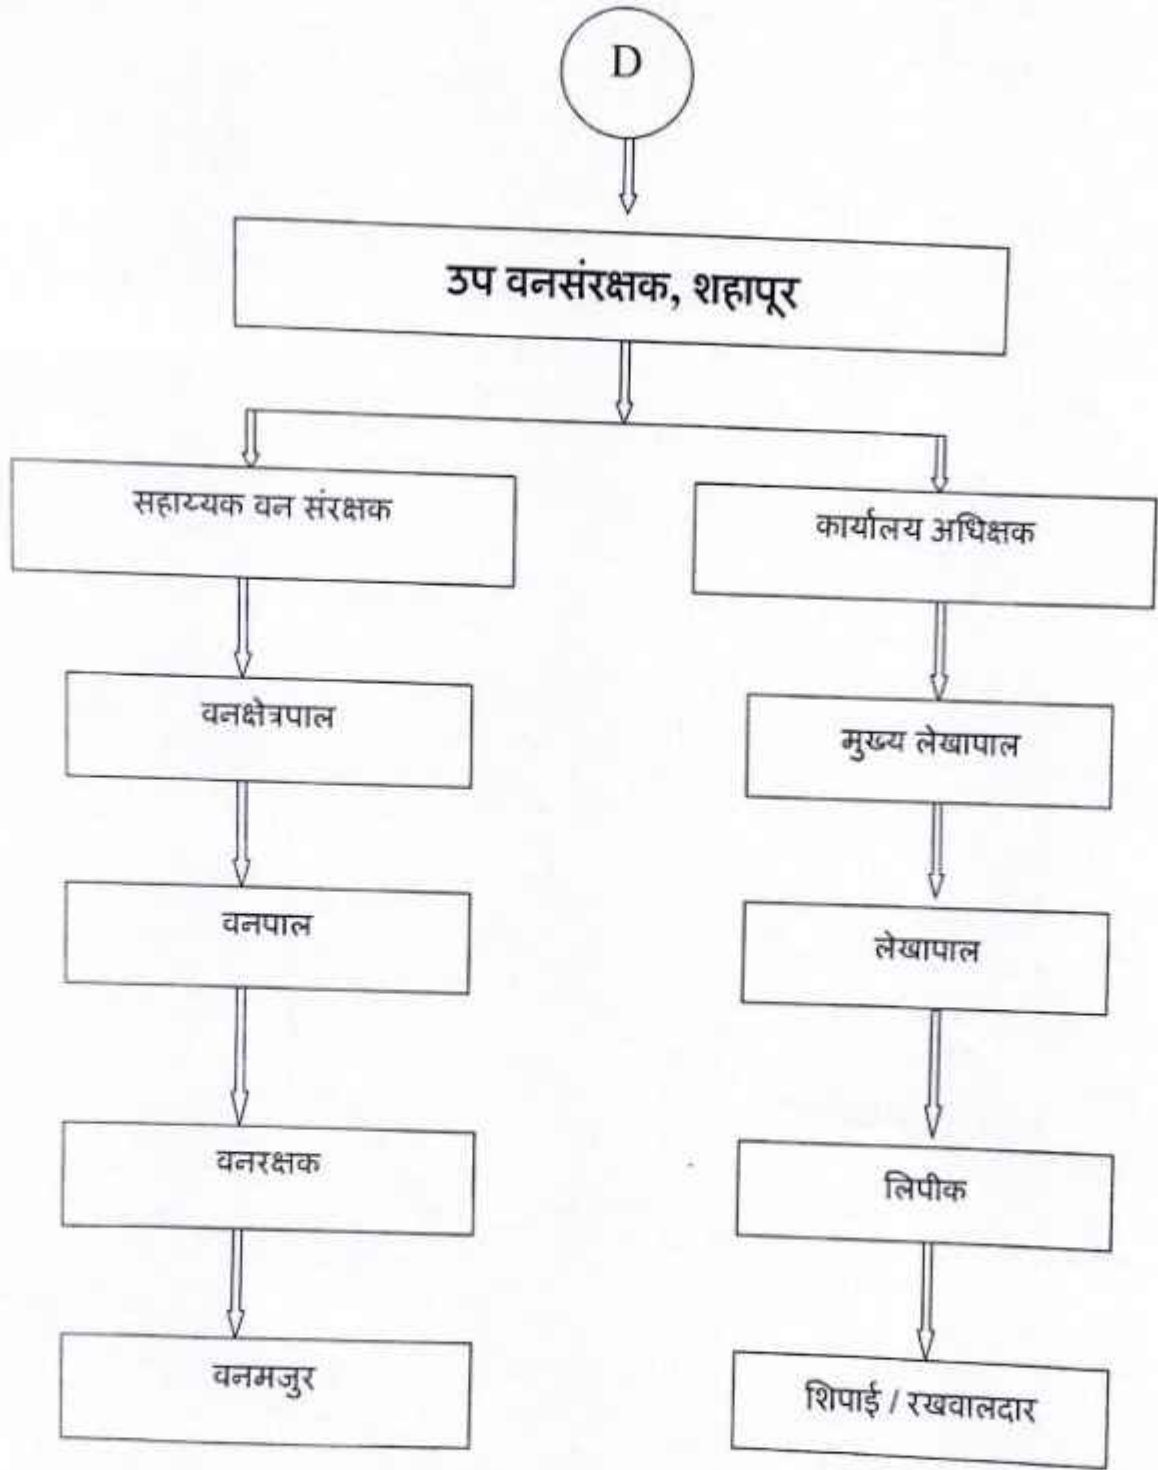 D
उप वनसंरक्षक, शहापूर
सहाय्यक वन संरक्षक
कार्यालय अधिक्षक
वनक्षेत्रपाल
मुख्य लेखापाल
वनपाल
लेखापाल
वनरक्षक
लिपीक
वनमजुर
शिपाई / रखवालदार